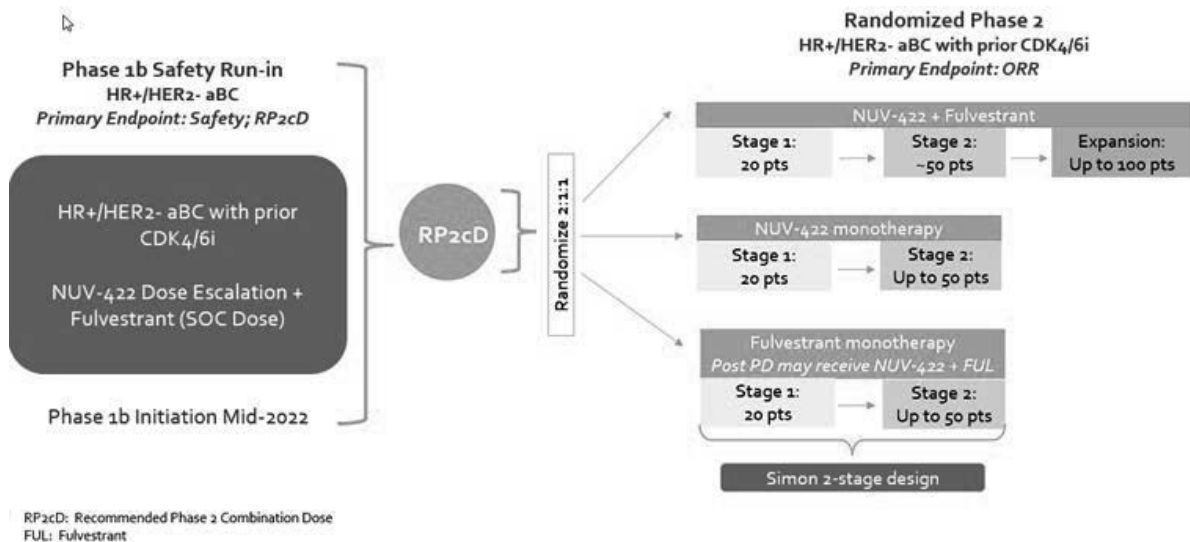 Phase 1b Safety Run-in
HR+/HER2- aBC
Primary Endpoint: Safety; RP2cD
HR+/HER2- aBC with prior
CDK4/6i
NUV-422 Dose Escalation +
Fulvestrant (SOC Dose)
Phase 1b Initiation Mid-2022
RP2cD
Randomize 2:1:1
Randomized Phase 2
HR+/HER2- aBC with prior CDK4/6i
Primary Endpoint: ORR
NUV-422 + Fulvestrant
Stage 1:
20 pts
Stage 2:
~50 pts
Expansion:
Up to 100 pts
NUV-422 monotherapy
Stage 1:
20 pts
Stage 2:
Up to 50 pts
Fulvestrant monotherapy
Post PD may receive NUV-422 + FUL
Stage 1:
20 pts
Stage 2:
Up to 50 pts
Simon 2-stage design
RP2cD: Recommended Phase 2 Combination Dose
FUL: Fulvestrant